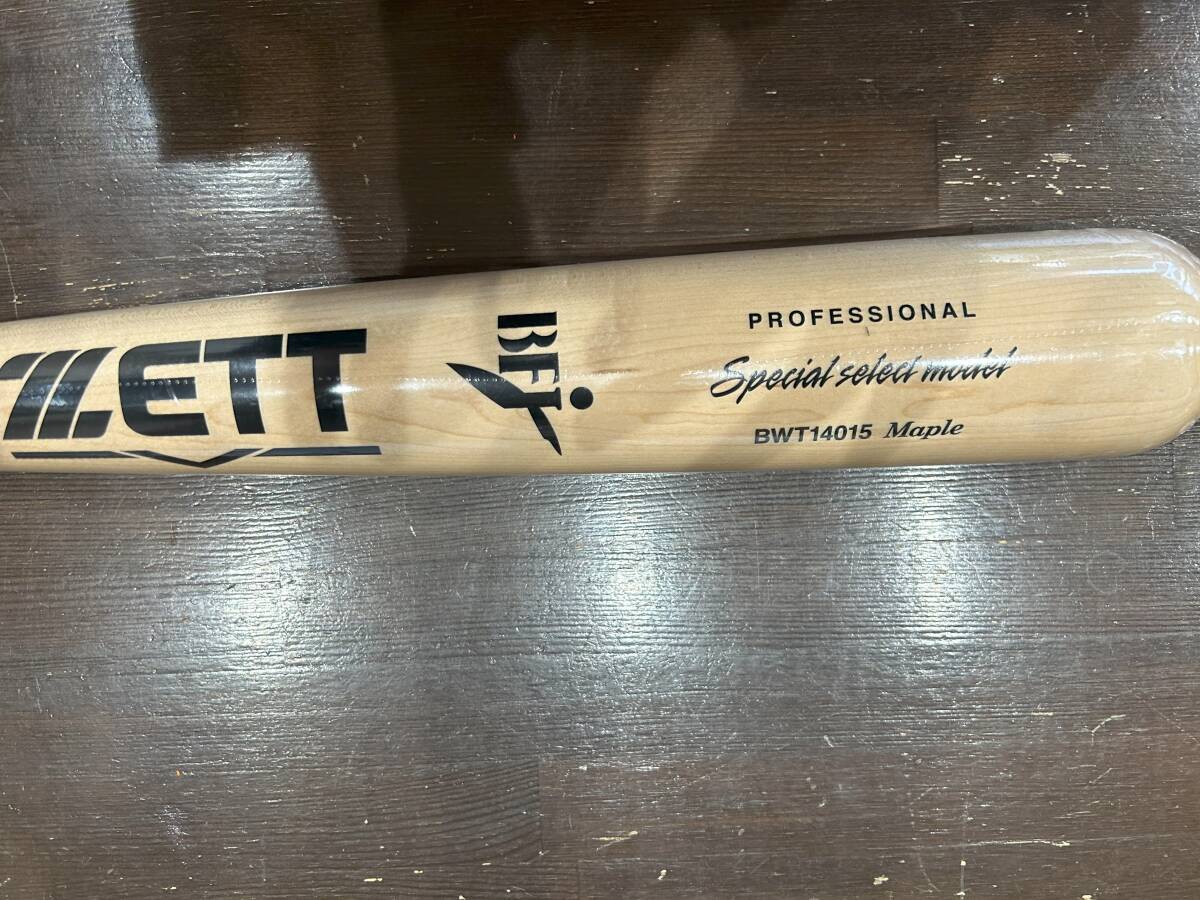 ZETT
BFJ
PROFESSIONAL
Special select model
BWT14015 Maple